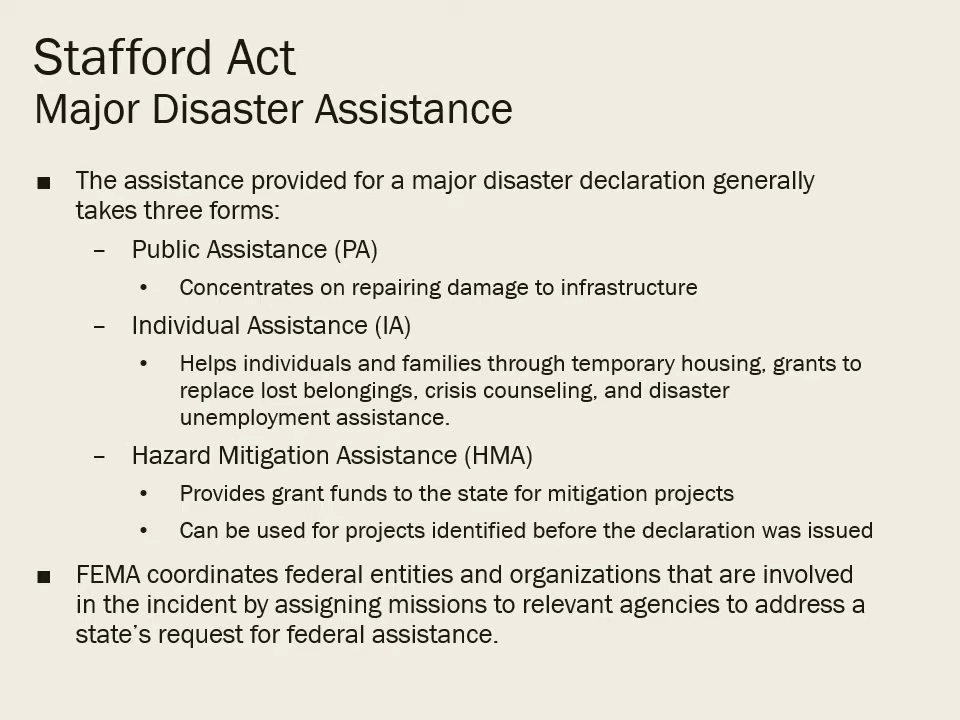 Stafford Act
Major Disaster Assistance
■ The assistance provided for a major disaster declaration generally
takes three forms:
– Public Assistance (PA)
• Concentrates on repairing damage to infrastructure
– Individual Assistance (IA)
• Helps individuals and families through temporary housing, grants to
replace lost belongings, crisis counseling, and disaster
unemployment assistance.
– Hazard Mitigation Assistance (HMA)
• Provides grant funds to the state for mitigation projects
• Can be used for projects identified before the declaration was issued
■ FEMA coordinates federal entities and organizations that are involved
in the incident by assigning missions to relevant agencies to address a
state’s request for federal assistance.